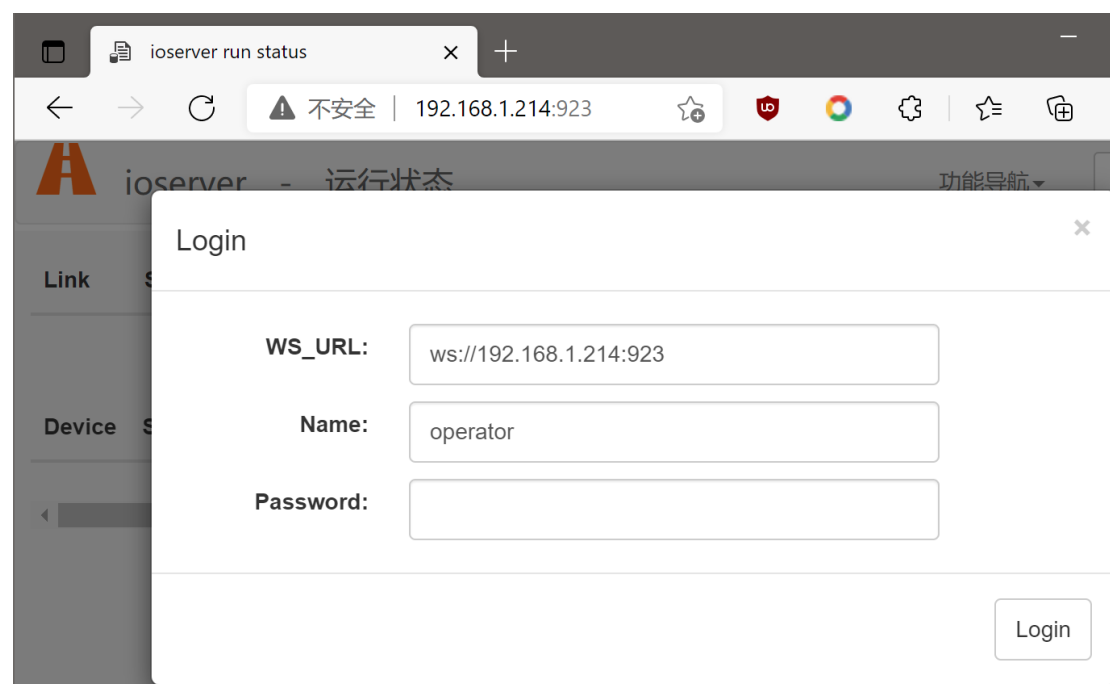 ioserver run status
不安全 192.168.1.214:923
ioserver - 运行状态 功能导航
Login
Link
WS_URL: ws://192.168.1.214:923
Name: operator
Device
Password:
Login